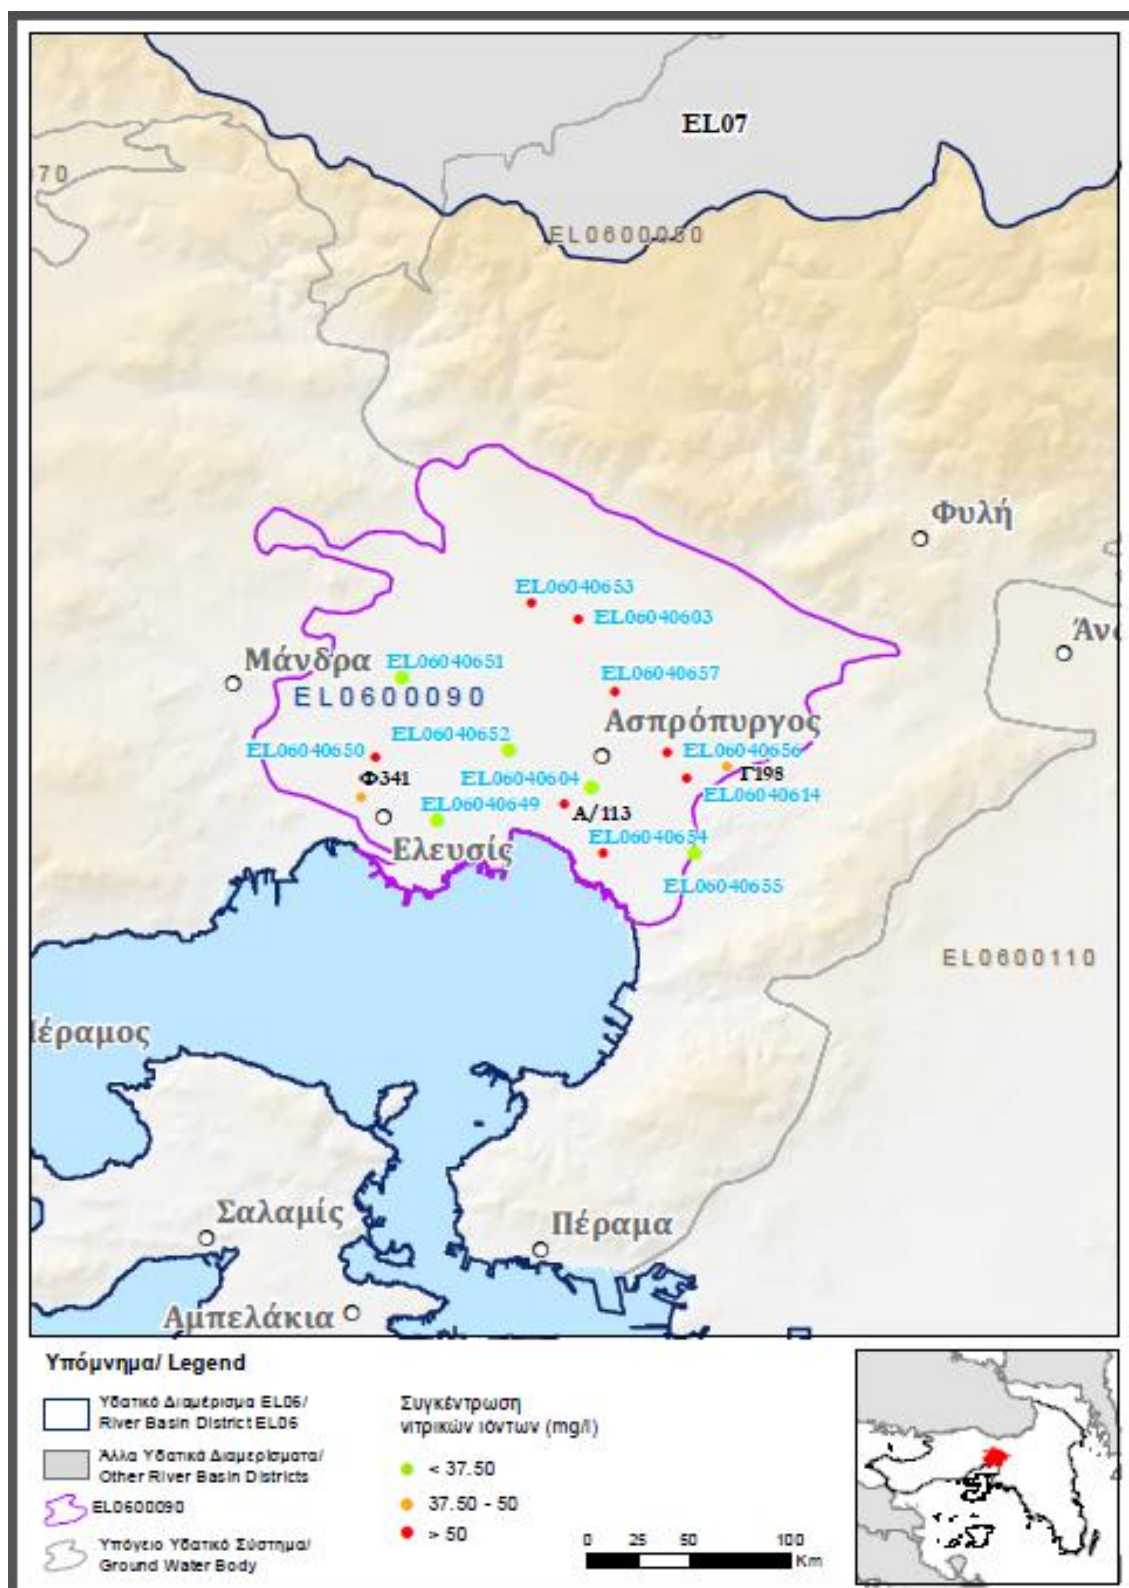 EL07
70
EL0600080
Φυλή
EL06040653
EL06040603
Άνο
Μάνδρα
EL06040651
EL06040657
EL0600090
Ασπρόπυργος
EL06040652
EL06040650
EL06040656
Φ341
EL06040604
Γ198
EL06040614
EL06040649
Α/113
EL06040654
Ελευσίς
EL06040655
EL0600110
έραμος
Σαλαμίς
Πέραμα
Αμπελάκια
Υπόμνημα/ Legend
Υδατικό Διαμέρισμα EL06/
River Basin District EL06
Άλλα Υδατικά Διαμερίσματα/
Other River Basin Districts
EL0600090
Υπόγειο Υδατικό Σύστημα/
Ground Water Body
Συγκέντρωση
νιτρικών ιόντων (mg/l)
< 37.50
37.50 - 50
> 50
0 25 50 100
Km